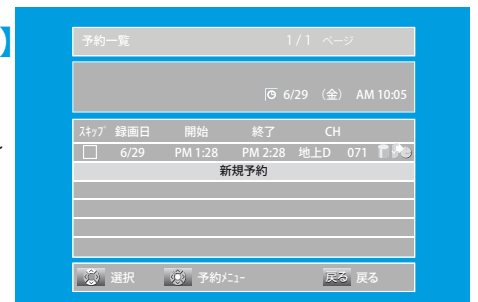 】
予約一覧 1/1 ページ
6/29 （金） AM 10:05
ｽｷｯﾌﾟ 録画日 開始 終了 CH
6/29 PM 1:28 PM 2:28 地上D 071
新規予約
選択 予約ﾒﾆｭｰ 戻る 戻る